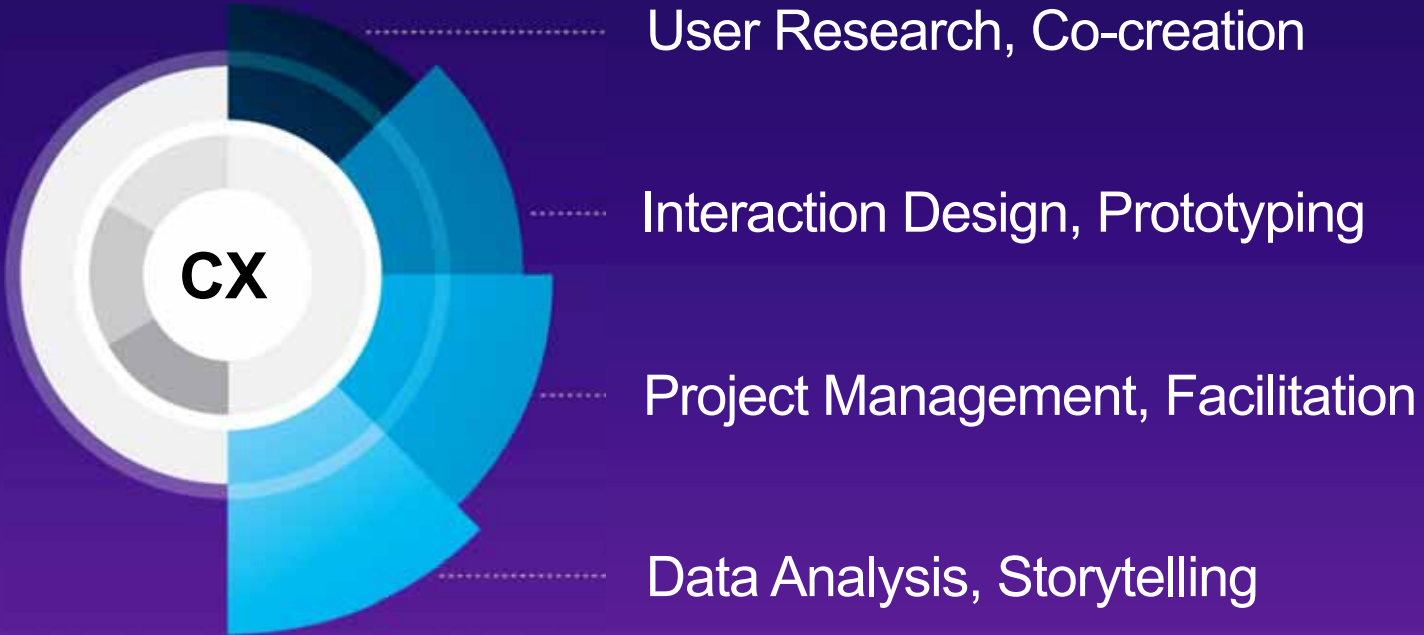 User Research, Co-creation
Interaction Design, Prototyping
CX
Project Management, Facilitation
Data Analysis, Storytelling